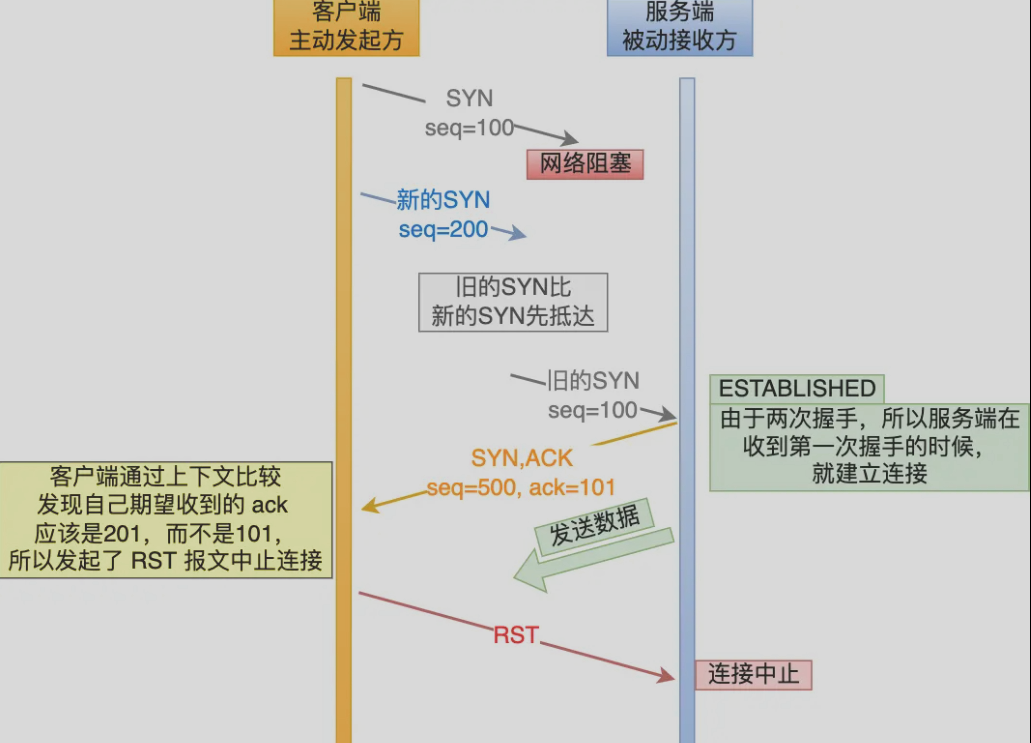 客户端
主动发起方
服务端
被动接收方
SYN
seq=100
网络阻塞
新的SYN
seq=200
旧的SYN比
新的SYN先抵达
旧的SYN
seq=100
ESTABLISHED
由于两次握手，所以服务端在
收到第一次握手的时候，
就建立连接
SYN,ACK
seq=500, ack=101
客户端通过上下文比较
发现自己期望收到的 ack
应该是201，而不是101，
所以发起了 RST 报文中止连接
发送数据
RST
连接中止